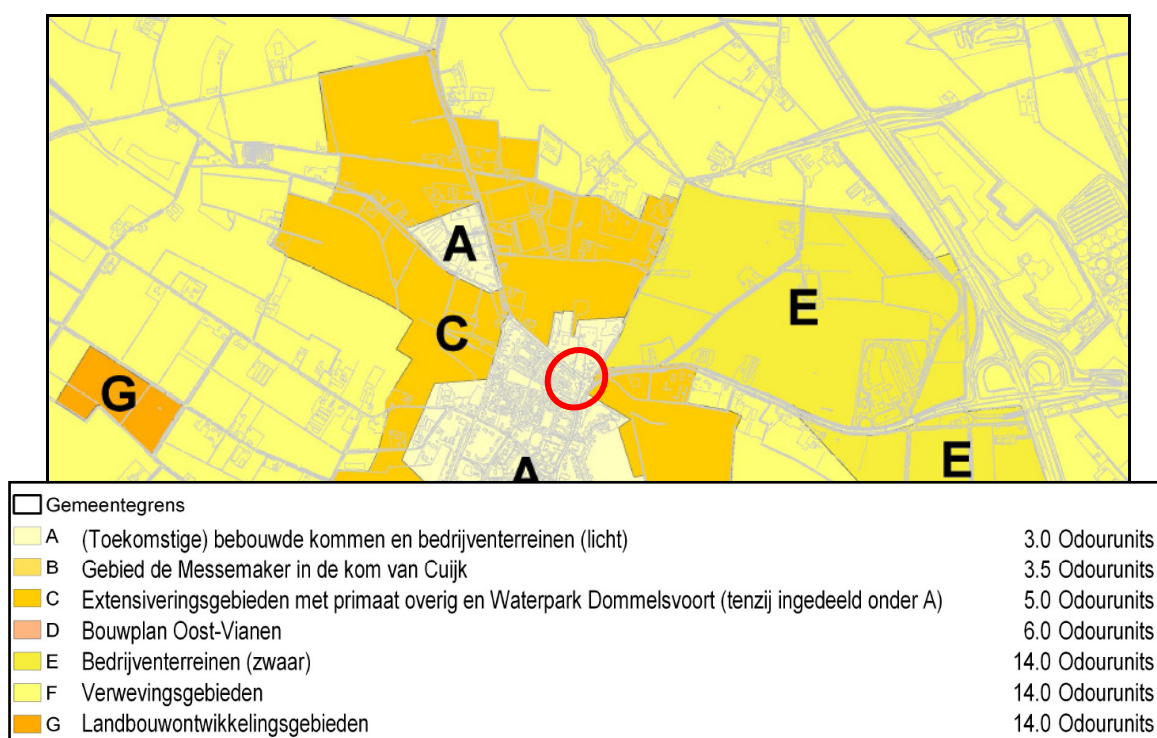 A
E
C
G
A
E
Gemeentegrens
A (Toekomstige) bebouwde kommen en bedrijventerreinen (licht) 3.0 Odourunits
B Gebied de Messemaker in de kom van Cuijk 3.5 Odourunits
C Extensiveringsgebieden met primaat overig en Waterpark Dommelsvoort (tenzij ingedeeld onder A) 5.0 Odourunits
D Bouwplan Oost-Vianen 6.0 Odourunits
E Bedrijventerreinen (zwaar) 14.0 Odourunits
F Verwevingsgebieden 14.0 Odourunits
G Landbouwontwikkelingsgebieden 14.0 Odourunits